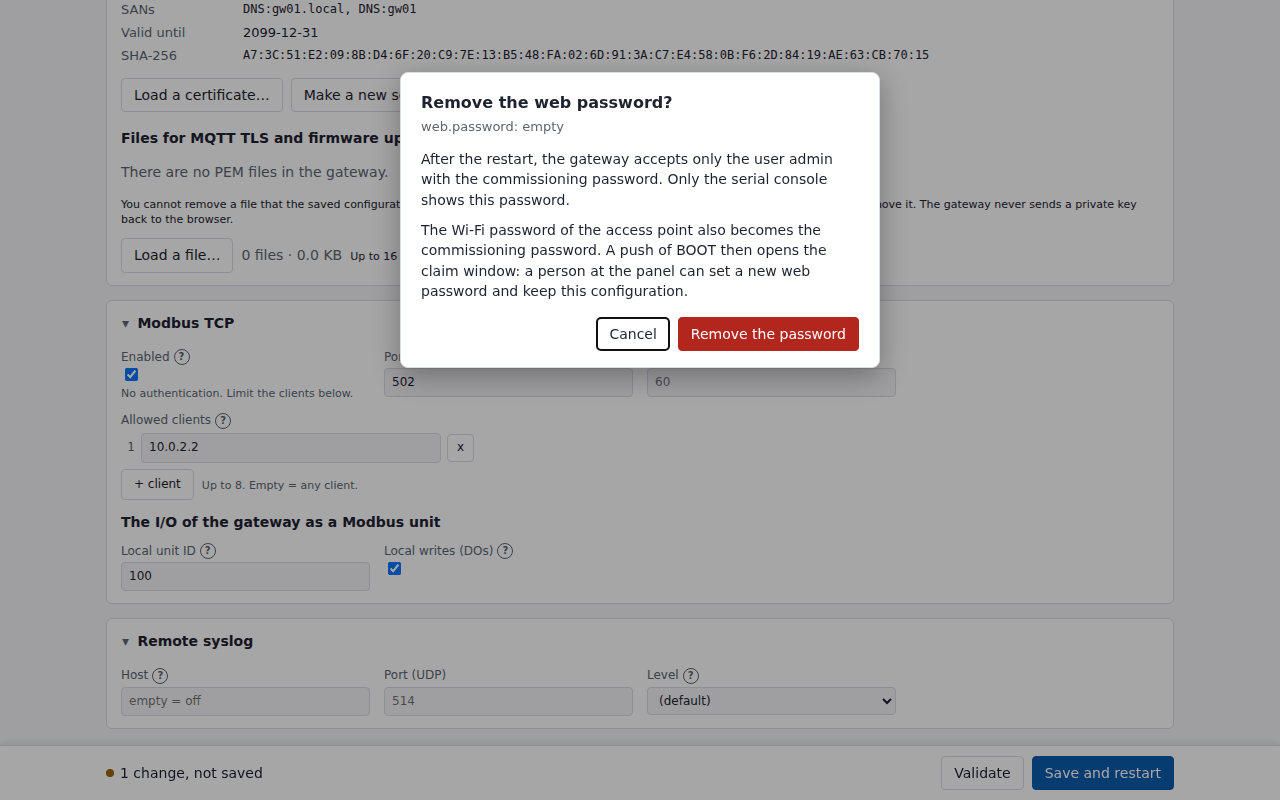 SANs DNS:gw01.local, DNS:gw01
Valid until 2099-12-31
SHA-256 A7:3C:51:E2:09:8B:D4:6F:20:C9:7E:13:B5:48:FA:02:6D:91:3A:C7:E4:58:0B:F6:2D:84:19:AE:63:CB:70:15
Load a certificate… Make a new s
Files for MQTT TLS and firmware up
There are no PEM files in the gateway.
You cannot remove a file that the saved configurat ove it. The gateway never sends a private key
back to the browser.
Load a file… 0 files · 0.0 KB Up to 16
Remove the web password?
web.password: empty
After the restart, the gateway accepts only the user admin
with the commissioning password. Only the serial console
shows this password.
The Wi-Fi password of the access point also becomes the
commissioning password. A push of BOOT then opens the
claim window: a person at the panel can set a new web
password and keep this configuration.
Cancel Remove the password
▾ Modbus TCP
Enabled ? Por
No authentication. Limit the clients below.
502 60
Allowed clients ?
1 10.0.2.2 x
+ client Up to 8. Empty = any client.
The I/O of the gateway as a Modbus unit
Local unit ID ? Local writes (DOs) ?
100
▾ Remote syslog
Host ? Port (UDP) Level ?
empty = off 514 (default)
1 change, not saved Validate Save and restart